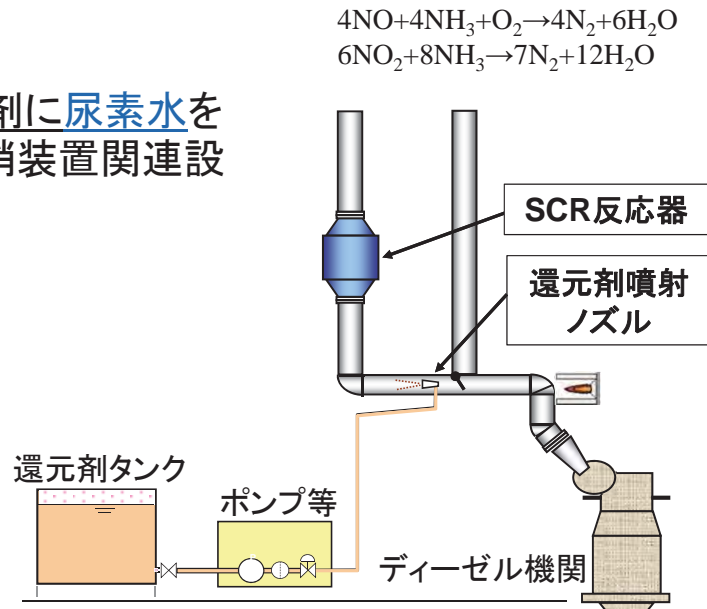 4NO+4NH₃+O₂→4N₂+6H₂O
6NO₂+8NH₃→7N₂+12H₂O
剤に尿素水を
装置関連設
SCR反応器
還元剤噴射
ノズル
還元剤タンク
ポンプ等
ディーゼル機関